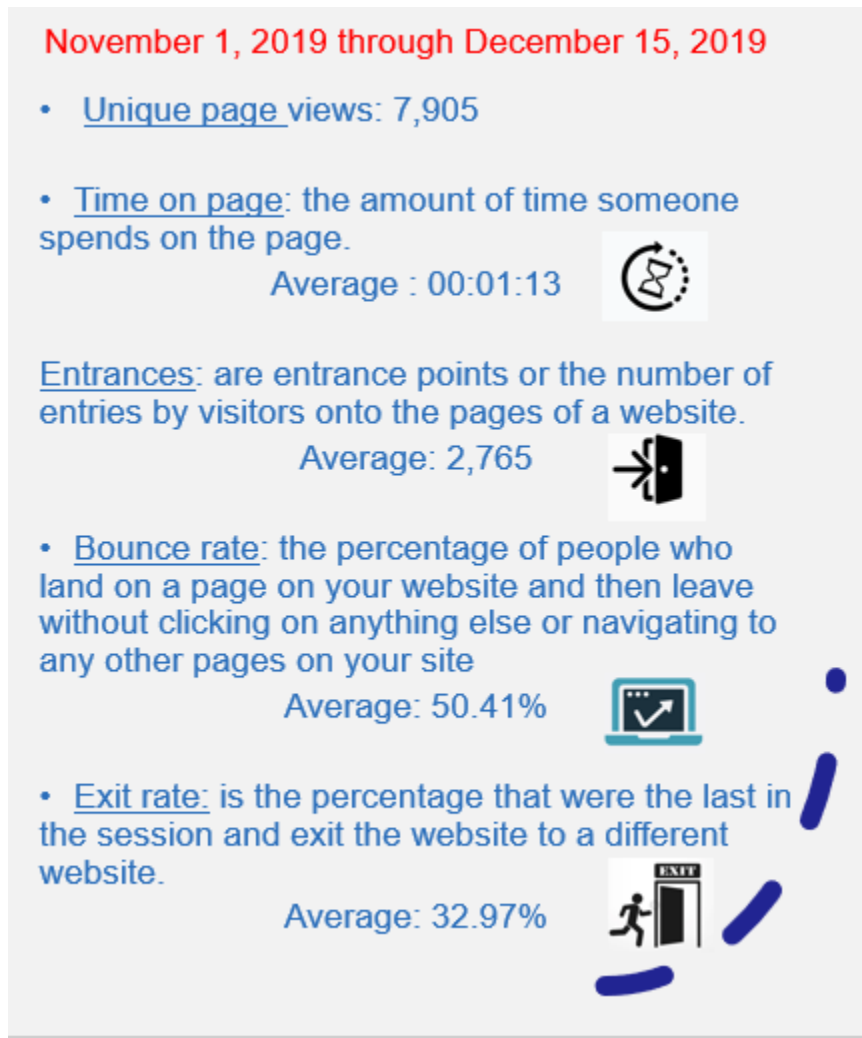 November 1, 2019 through December 15, 2019
• Unique page views: 7,905
• Time on page: the amount of time someone
spends on the page.
Average : 00:01:13
Entrances: are entrance points or the number of
entries by visitors onto the pages of a website.
Average: 2,765
• Bounce rate: the percentage of people who
land on a page on your website and then leave
without clicking on anything else or navigating to
any other pages on your site
Average: 50.41%
• Exit rate: is the percentage that were the last in
the session and exit the website to a different
website.
EXIT
Average: 32.97%